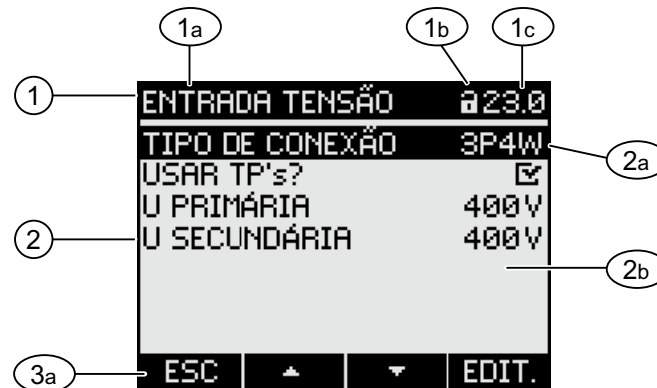 1a 1b 1c
1 ENTRADA TENSÃO 23.0
TIPO DE CONEXÃO 3P4W 2a
USAR TP's?
U PRIMÁRIA 400V
2 U SECUNDÁRIA 400V
2b
3a ESC EDIT.